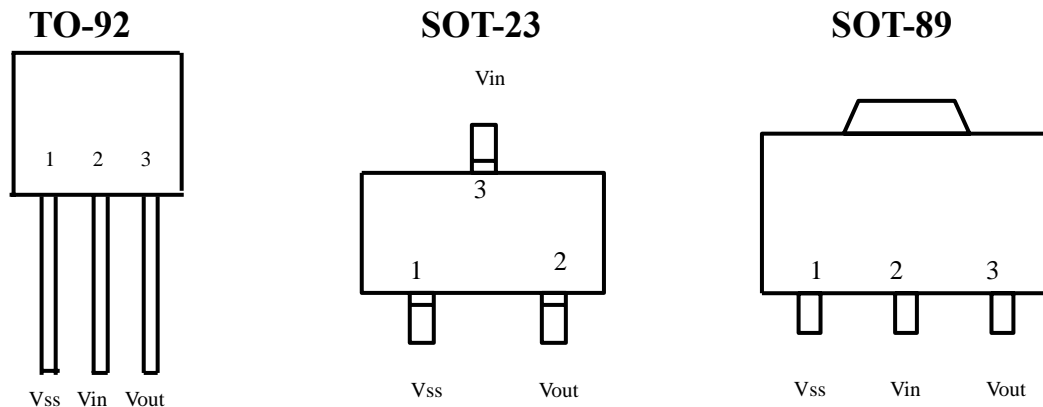 TO-92
1 2 3
Vss Vin Vout
SOT-23
Vin
3
1 2
Vss Vout
SOT-89
1 2 3
Vss Vin Vout